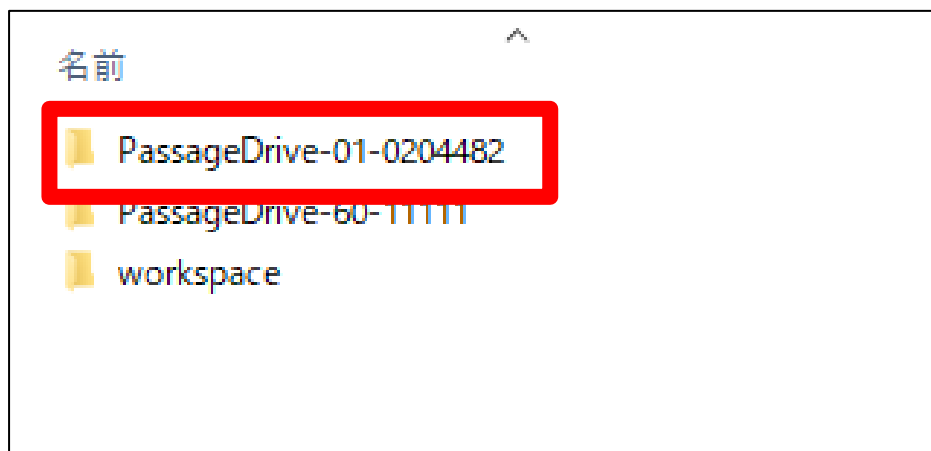 名前
PassageDrive-01-0204482
PassageDrive-60-11111
workspace